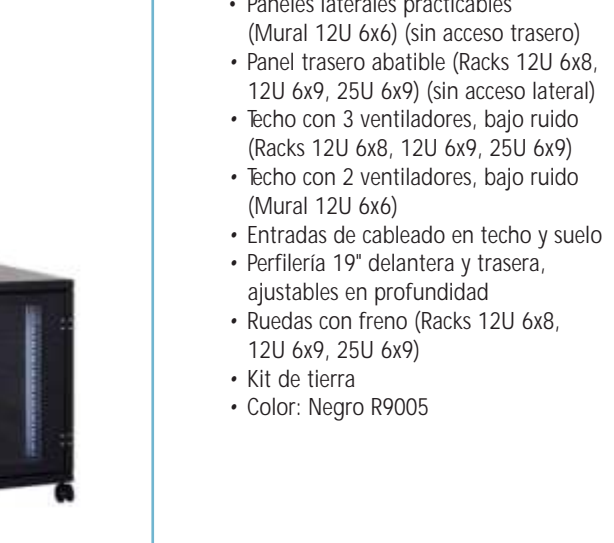 • Paneles laterales practicables
(Mural 12U 6x6) (sin acceso trasero)
• Panel trasero abatible (Racks 12U 6x8,
12U 6x9, 25U 6x9) (sin acceso lateral)
• Techo con 3 ventiladores, bajo ruido
(Racks 12U 6x8, 12U 6x9, 25U 6x9)
• Techo con 2 ventiladores, bajo ruido
(Mural 12U 6x6)
• Entradas de cableado en techo y suelo
• Perfilería 19" delantera y trasera,
ajustables en profundidad
• Ruedas con freno (Racks 12U 6x8,
12U 6x9, 25U 6x9)
• Kit de tierra
• Color: Negro R9005